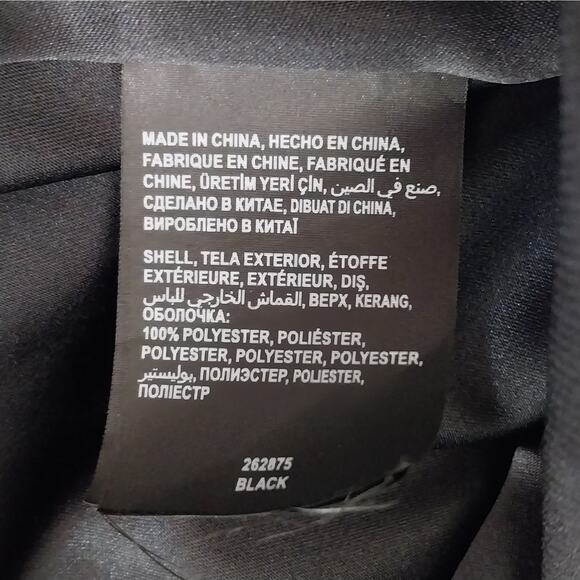 MADE IN CHINA, HECHO EN CHINA,
FABRIQUE EN CHINE, FABRIQUÉ EN
CHINE, ÜRETİM YERİ ÇİN, صنع في الصين,
СДЕЛАНО В КИТАЕ, DIBUAT DI CHINA,
ВИРОБЛЕНО В КИТАЇ
SHELL, TELA EXTERIOR, ÉTOFFE
EXTÉRIEURE, EXTÉRIEUR, DIŞ,
القماش الخارجي للباس, ВЕРХ, KERANG,
ОБОЛОЧКА:
100% POLYESTER, POLIÉSTER,
POLYESTER, POLYESTER, POLYESTER,
بوليستير, ПОЛИЭСТЕР, POLIESTER,
ПОЛІЕСТР
262875
BLACK